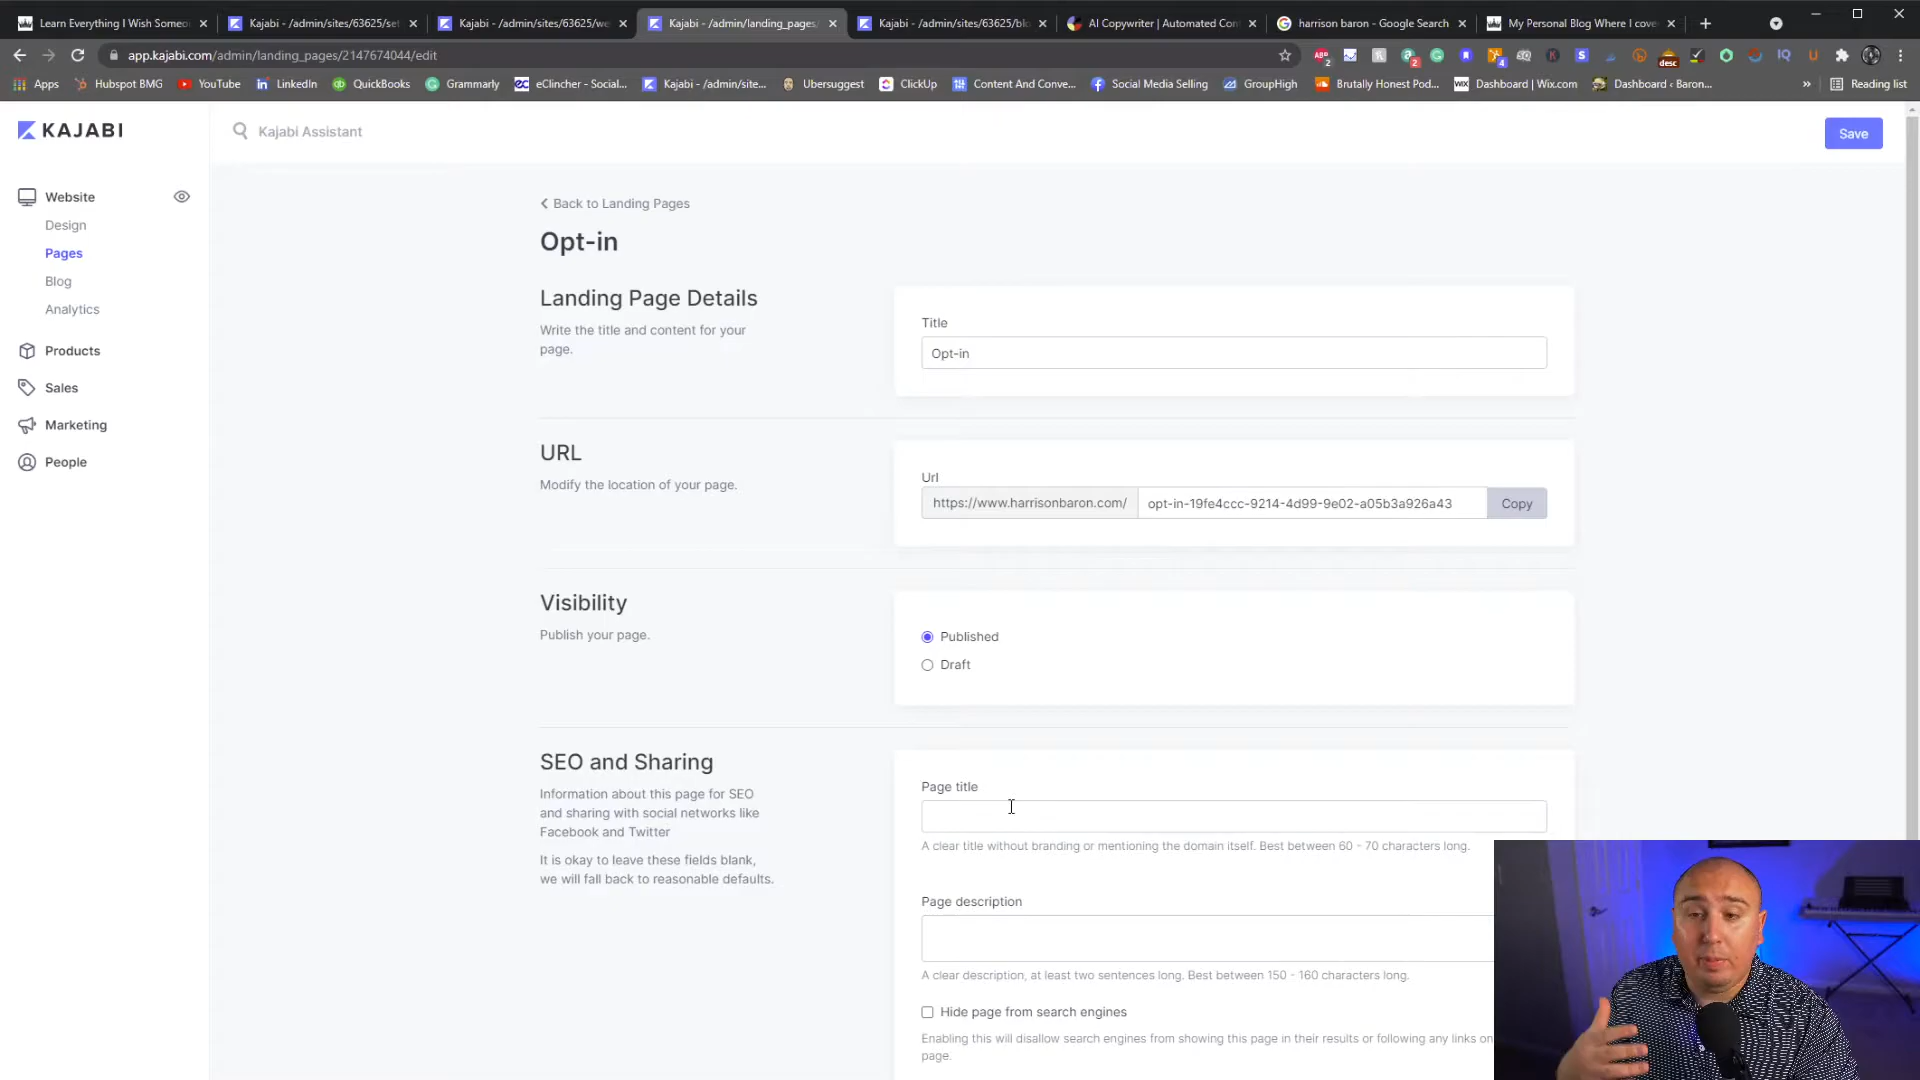 Learn Everything I Wish Someo
Kajabi - /admin/sites/63625/set
Kajabi - /admin/sites/63625/we
Kajabi - /admin/landing_pages/
Kajabi - /admin/sites/63625/blo
AI Copywriter | Automated Con
harrison baron - Google Search
My Personal Blog Where I cove
app.kajabi.com/admin/landing_pages/2147674044/edit
Apps
Hubspot BMG
YouTube
LinkedIn
QuickBooks
Grammarly
eClincher - Social...
Kajabi - /admin/site...
Ubersuggest
ClickUp
Content And Conve...
Social Media Selling
GroupHigh
Brutally Honest Pod...
Dashboard | Wix.com
Dashboard ‹ Baron...
»
Reading list
KAJABI
Kajabi Assistant
Save
Website
Design
Pages
Blog
Analytics
Products
Sales
Marketing
People
Back to Landing Pages
Opt-in
Landing Page Details
Write the title and content for your
page.
Title
Opt-in
URL
Modify the location of your page.
Url
https://www.harrisonbaron.com/
opt-in-19fe4ccc-9214-4d99-9e02-a05b3a926a43
Copy
Visibility
Publish your page.
Published
Draft
SEO and Sharing
Information about this page for SEO
and sharing with social networks like
Facebook and Twitter
It is okay to leave these fields blank,
we will fall back to reasonable defaults.
Page title
A clear title without branding or mentioning the domain itself. Best between 60 - 70 characters long.
Page description
A clear description, at least two sentences long. Best between 150 - 160 characters long.
Hide page from search engines
Enabling this will disallow search engines from showing this page in their results or following any links on
page.